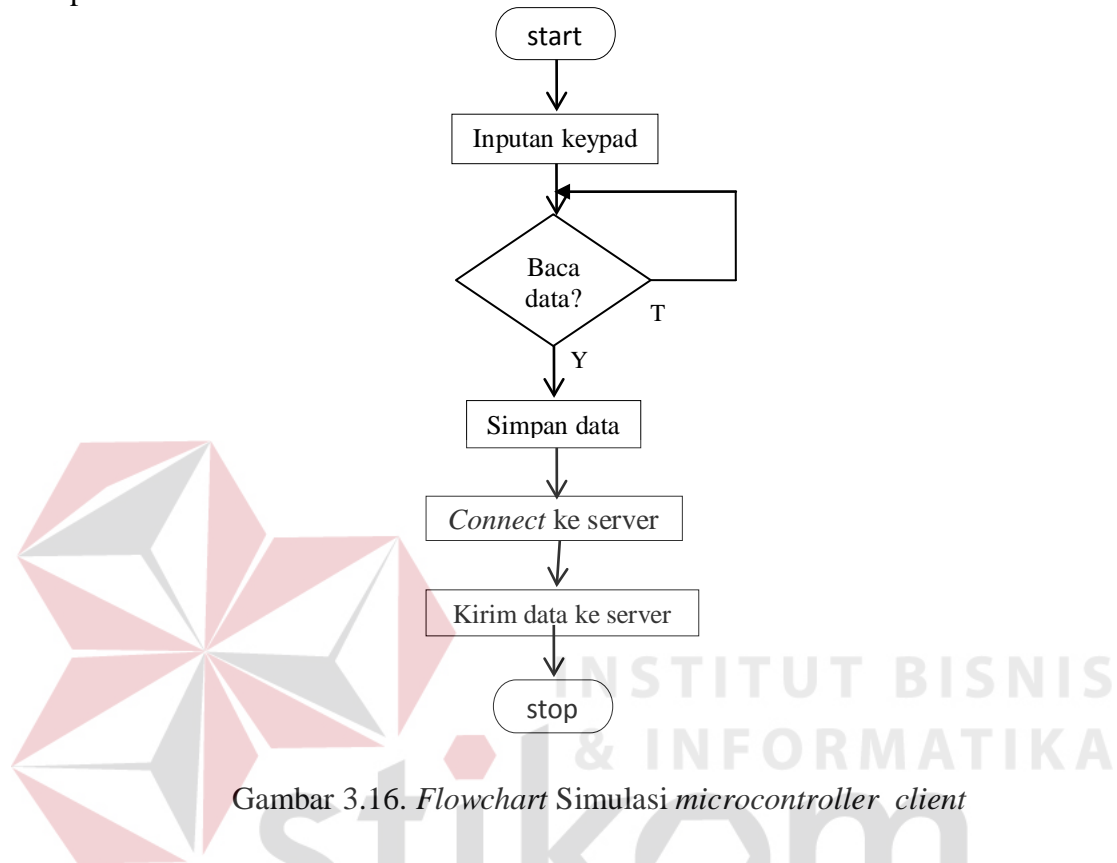 start
Inputan keypad
Baca
data?
T
Y
Simpan data
Connect ke server
Kirim data ke server
stop
INSTITUT BISNIS
& INFORMATIKA
Gambar 3.16. Flowchart Simulasi microcontroller client
stikom